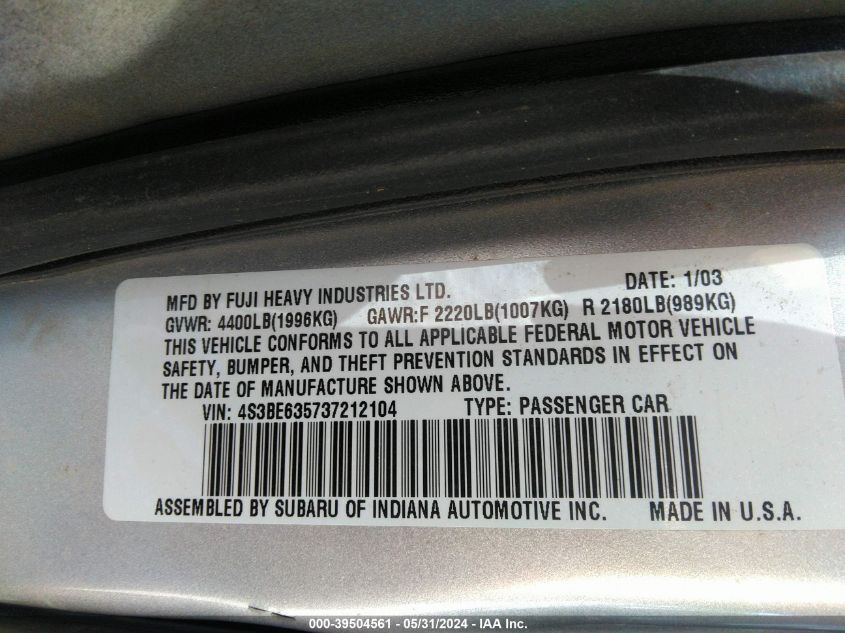 DATE: 1/03
MFD BY FUJI HEAVY INDUSTRIES LTD.
GVWR: 4400LB(1996KG) GAWR:F 2220LB(1007KG) R 2180LB(989KG)
THIS VEHICLE CONFORMS TO ALL APPLICABLE FEDERAL MOTOR VEHICLE
SAFETY, BUMPER, AND THEFT PREVENTION STANDARDS IN EFFECT ON
THE DATE OF MANUFACTURE SHOWN ABOVE.
VIN: 4S3BE635737212104 TYPE: PASSENGER CAR
ASSEMBLED BY SUBARU OF INDIANA AUTOMOTIVE INC. MADE IN U.S.A.
000-39504561 - 05/31/2024 - IAA Inc.